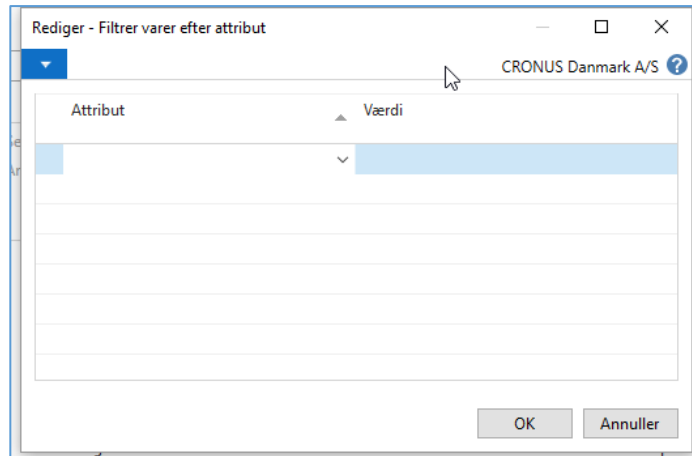 Rediger - Filtrer varer efter attribut
CRONUS Danmark A/S ?
Attribut Værdi
OK Annuller